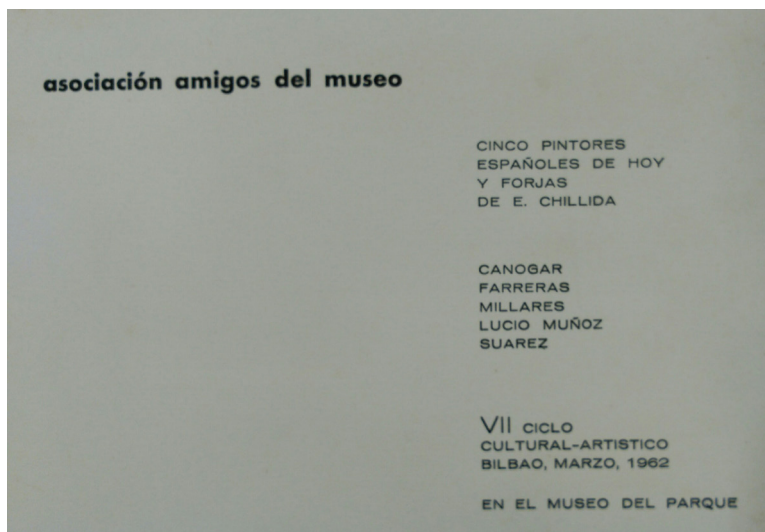 asociación amigos del museo
CINCO PINTORES
ESPAÑOLES DE HOY
Y FORJAS
DE E. CHILLIDA
CANOGAR
FARRERAS
MILLARES
LUCIO MUÑOZ
SUAREZ
VII CICLO
CULTURAL-ARTISTICO
BILBAO, MARZO, 1962
EN EL MUSEO DEL PARQUE